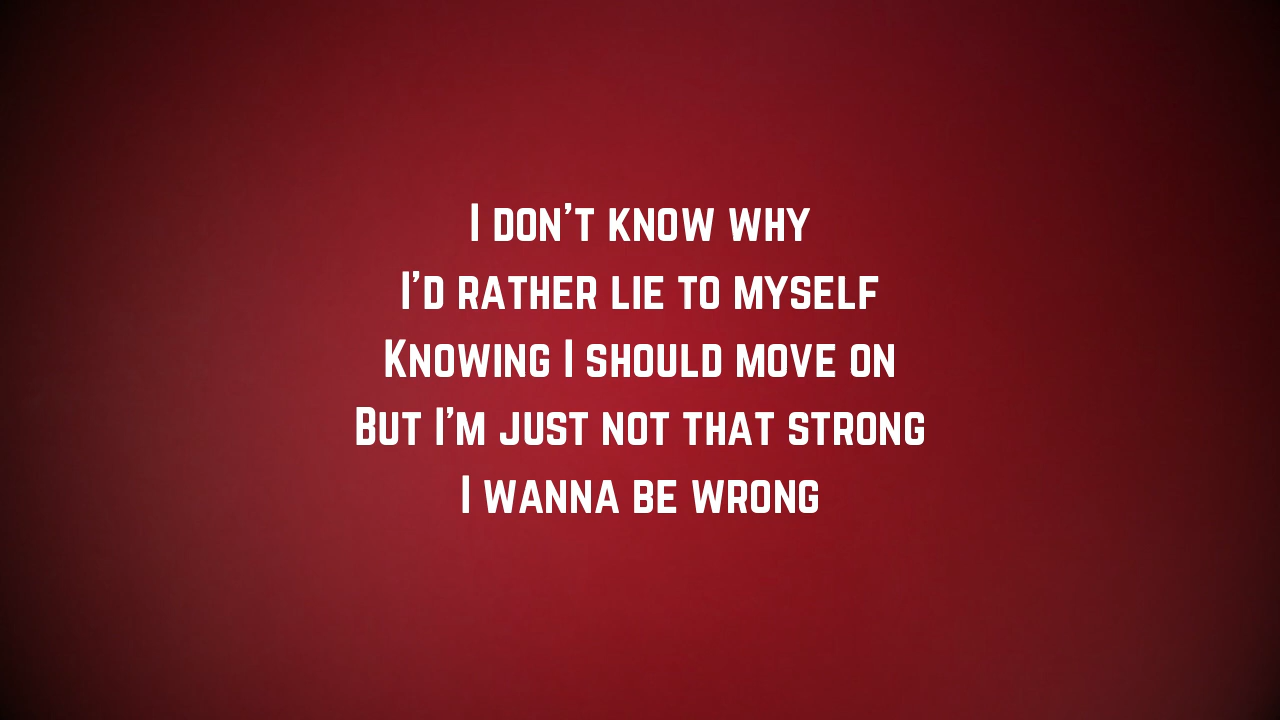 I don't know why
I'd rather lie to myself
Knowing I should move on
But I'm just not that strong
I wanna be wrong